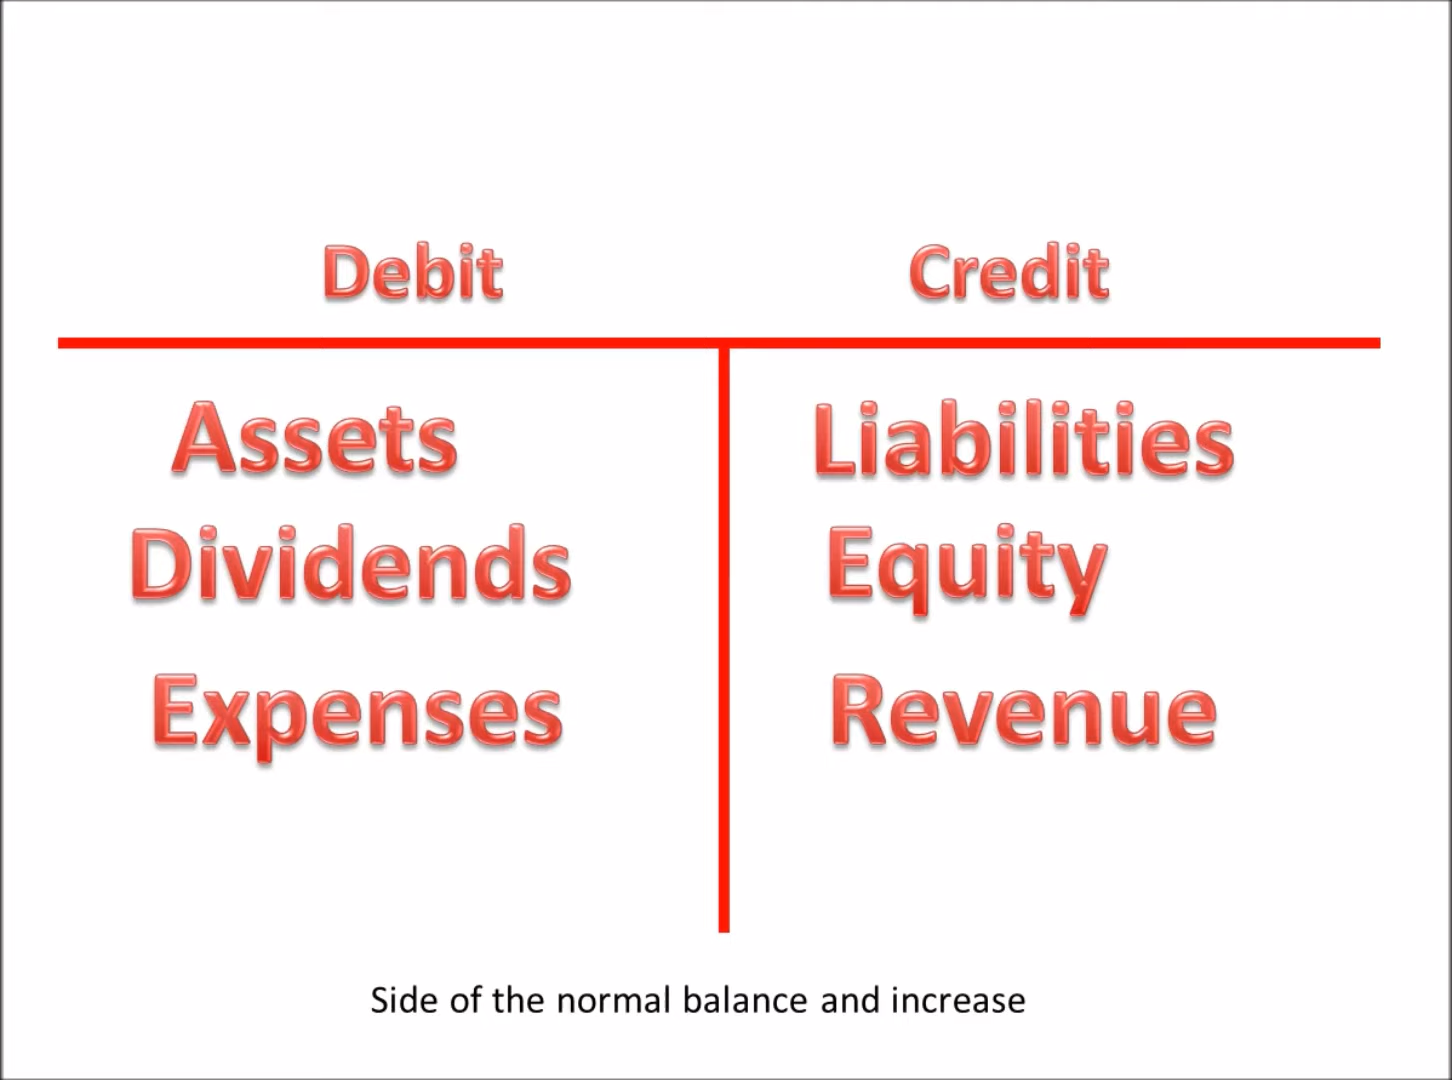 Debit Credit
Assets Liabilities
Dividends Equity
Expenses Revenue
Side of the normal balance and increase